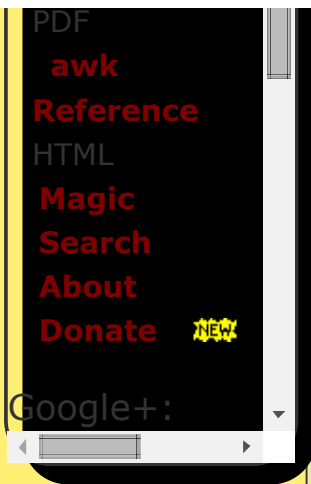 PDF
awk
Reference
HTML
Magic
Search
About
Donate NEW
Google+: